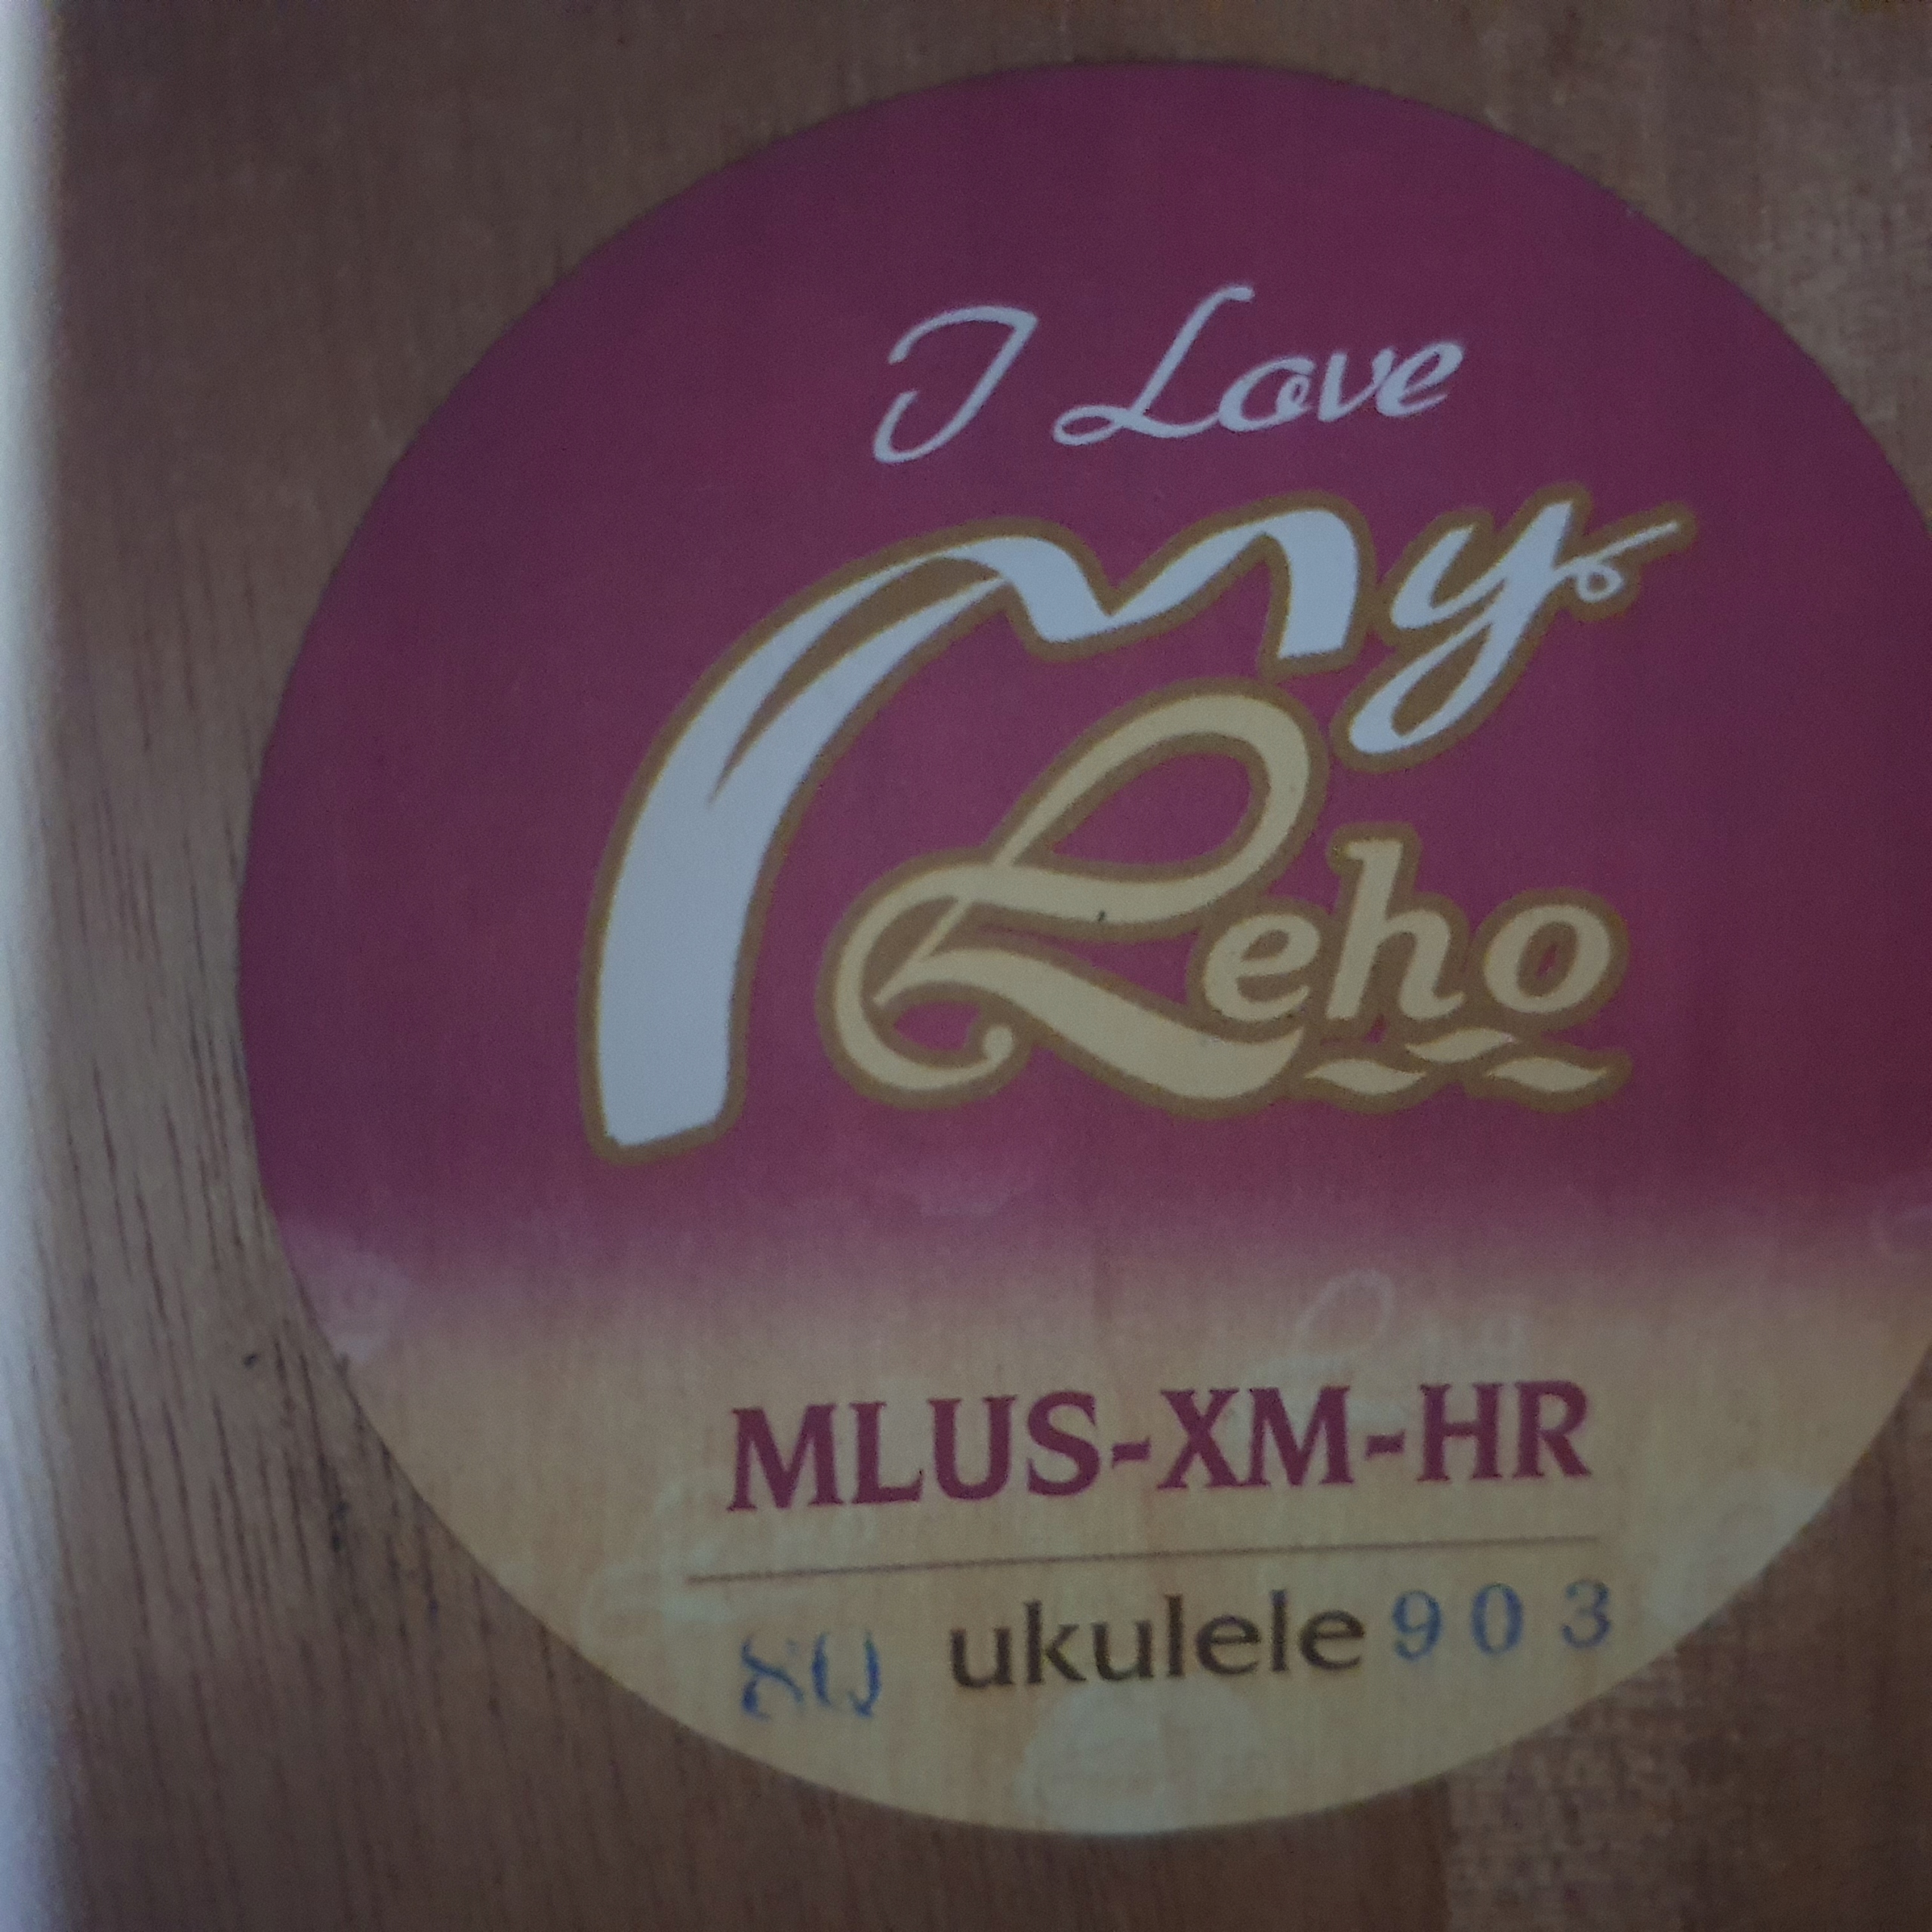 I Love
My
Leho
MLUS-XM-HR
ukulele 903